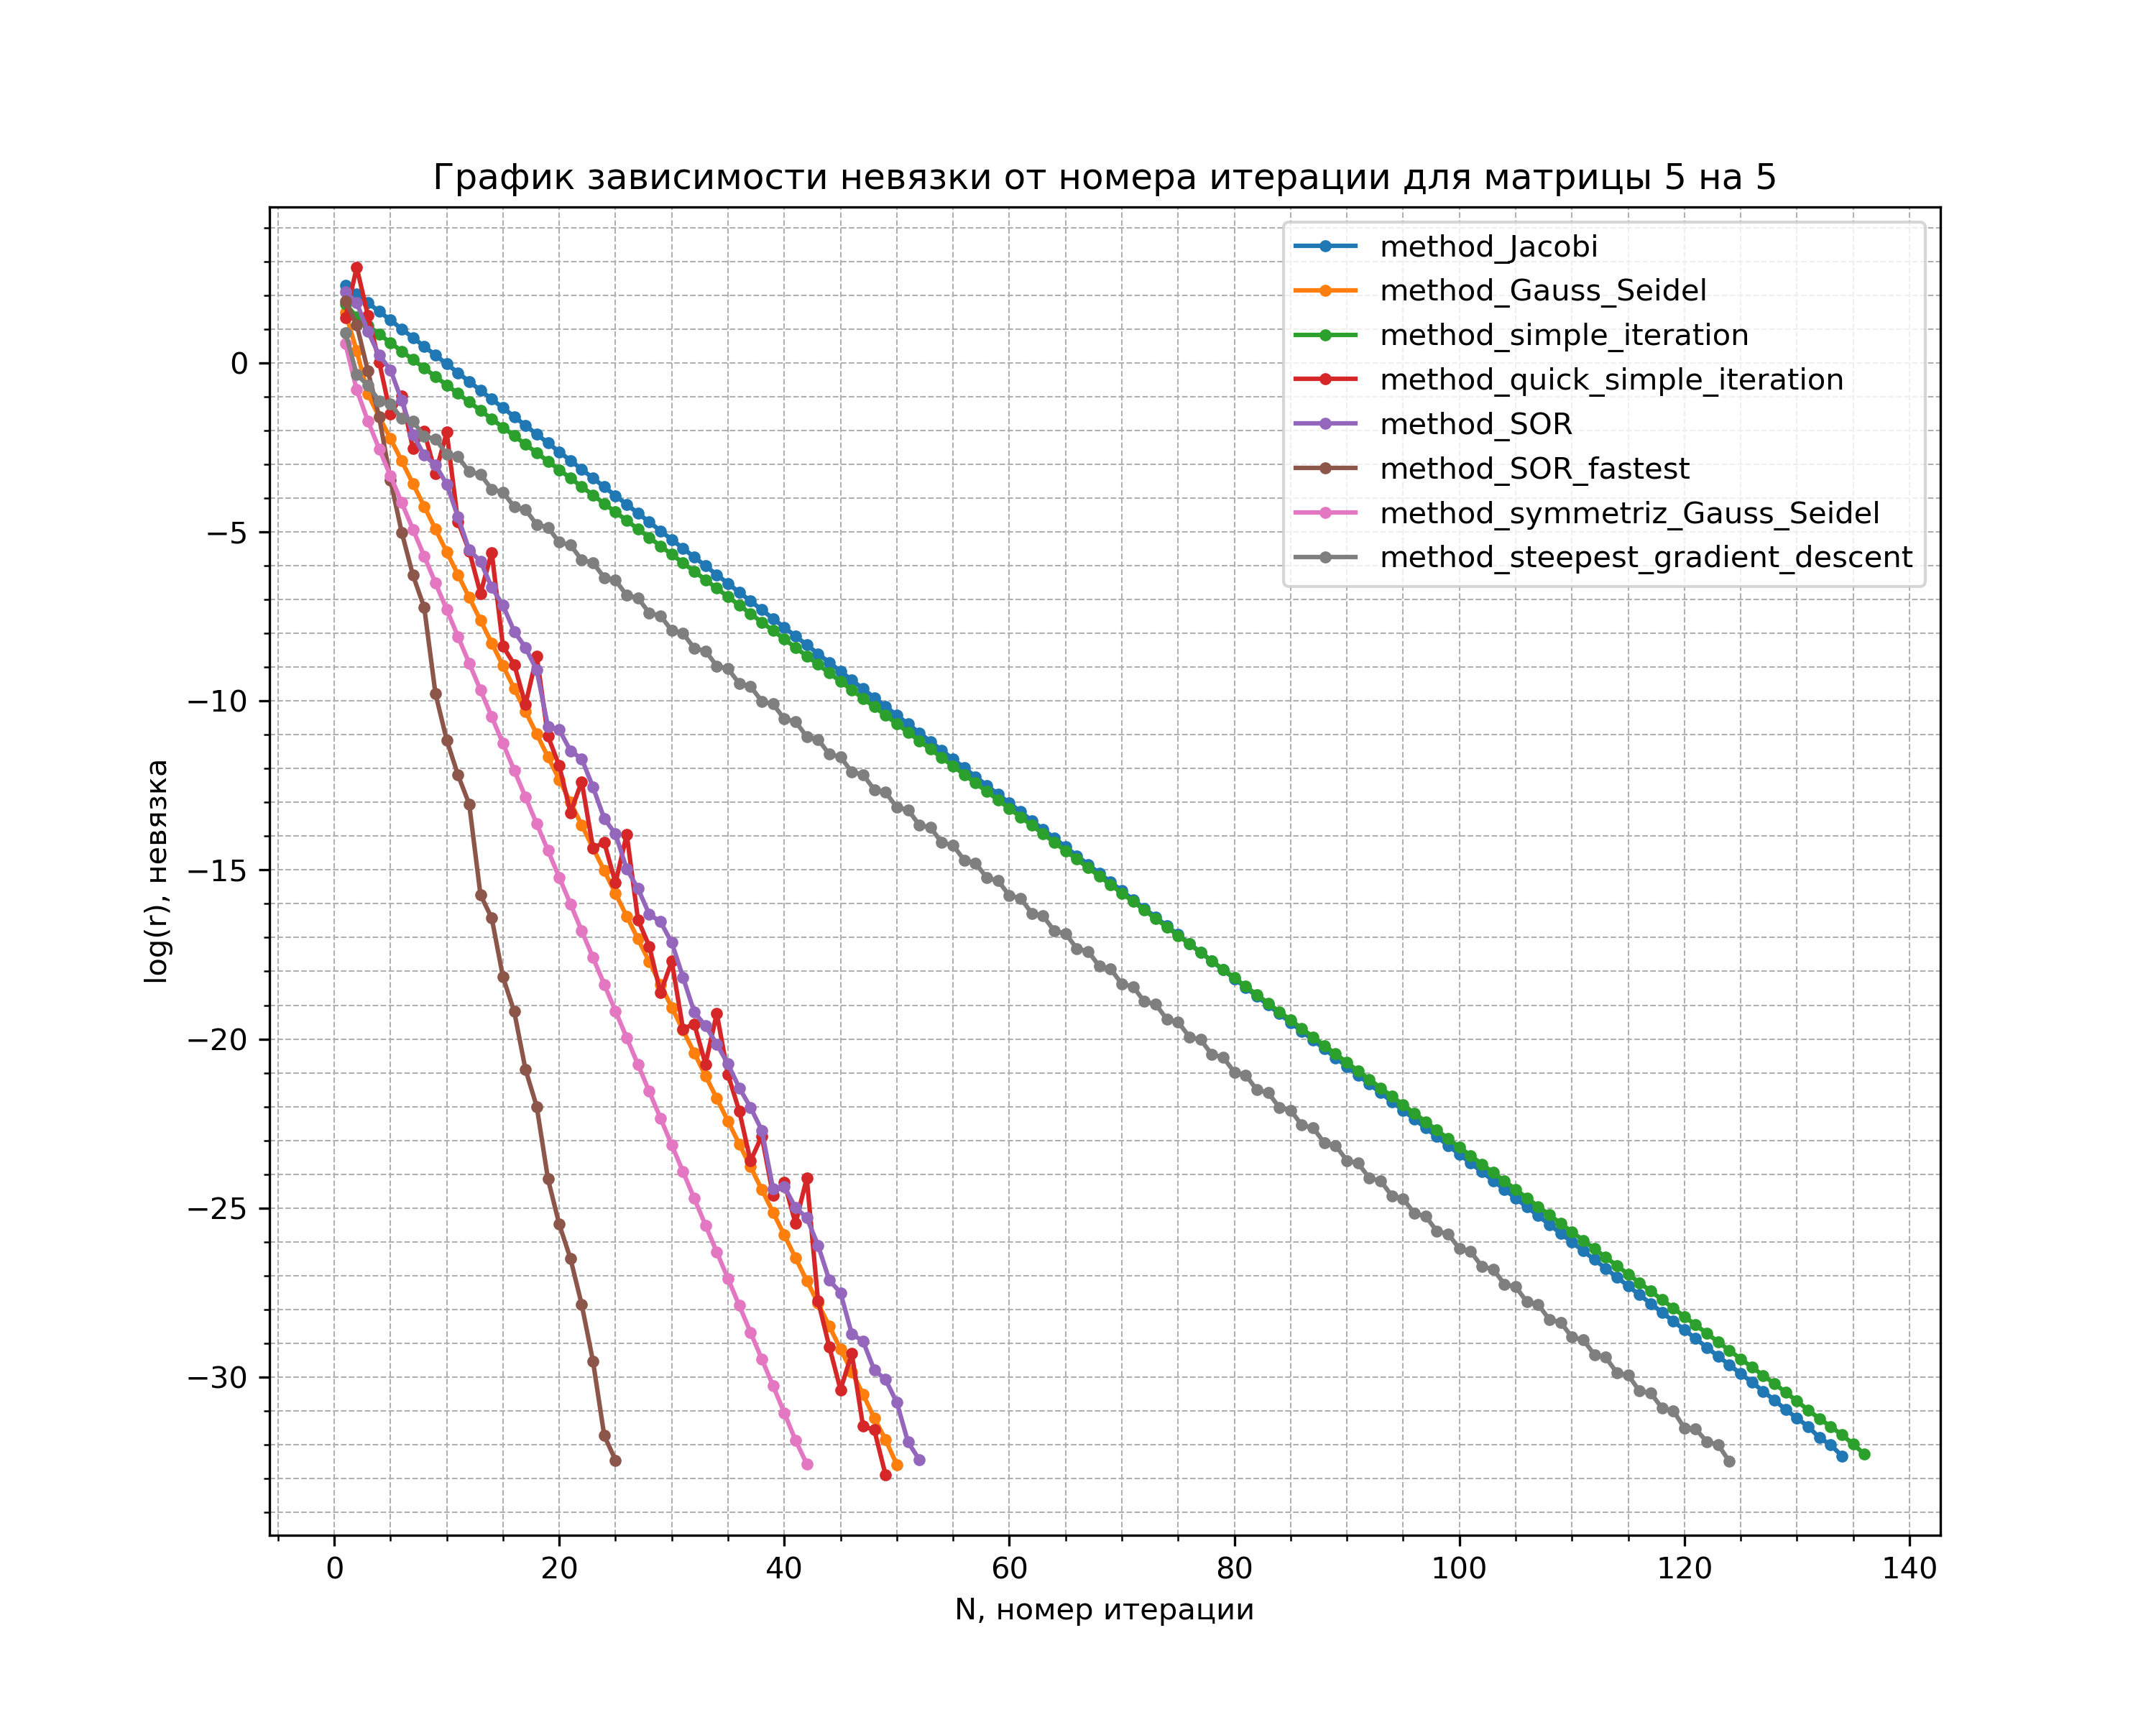 График зависимости невязки от номера итерации для матрицы 5 на 5
method_Jacobi
method_Gauss_Seidel
method_simple_iteration
method_quick_simple_iteration
method_SOR
method_SOR_fastest
method_symmetriz_Gauss_Seidel
method_steepest_gradient_descent
log(r), невязка
0
−5
−10
−15
−20
−25
−30
0 20 40 60 80 100 120 140
N, номер итерации